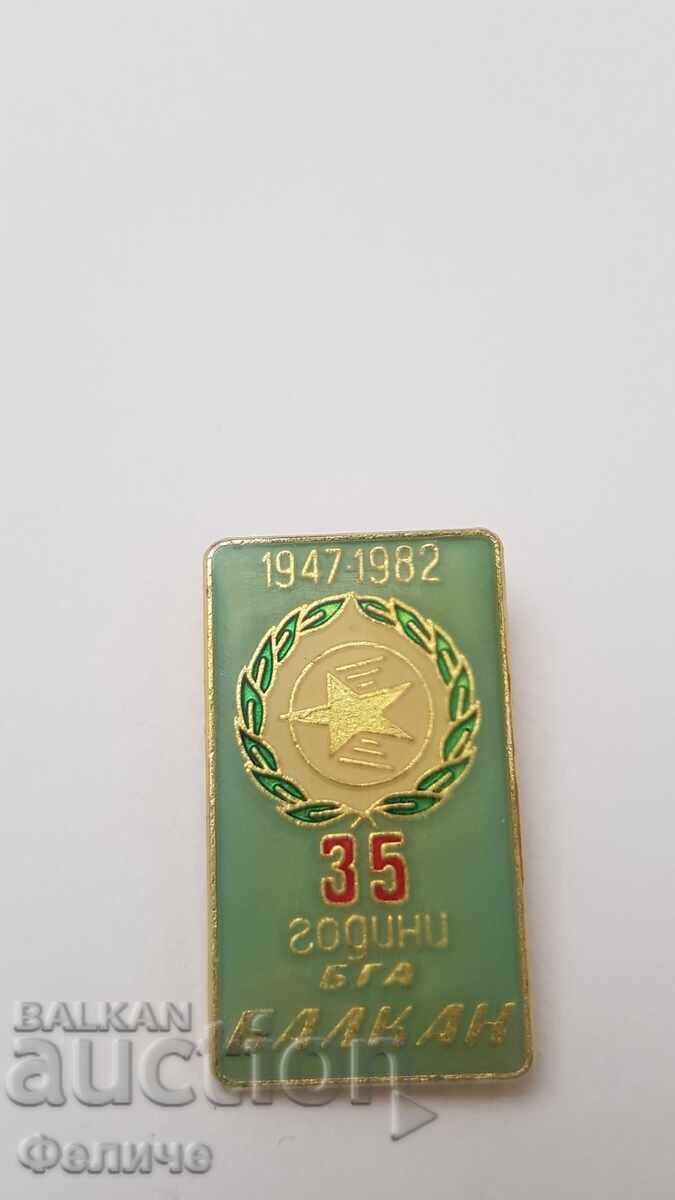 1947-1982
35
години
БГА
БАЛКАН
BALKAN
auction
Феличе